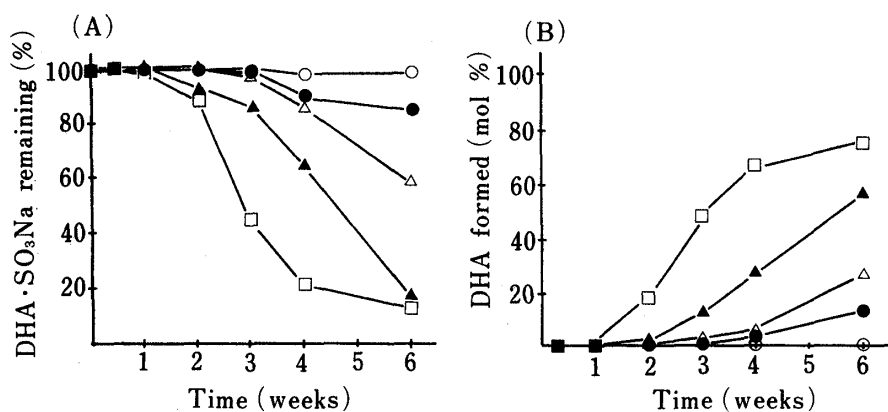 (A)
DHA·SO₃Na remaining (%)
100
80
60
40
20
1 2 3 4 5 6
Time (weeks)
(B)
DHA formed (mol %)
100
80
60
40
20
1 2 3 4 5 6
Time (weeks)